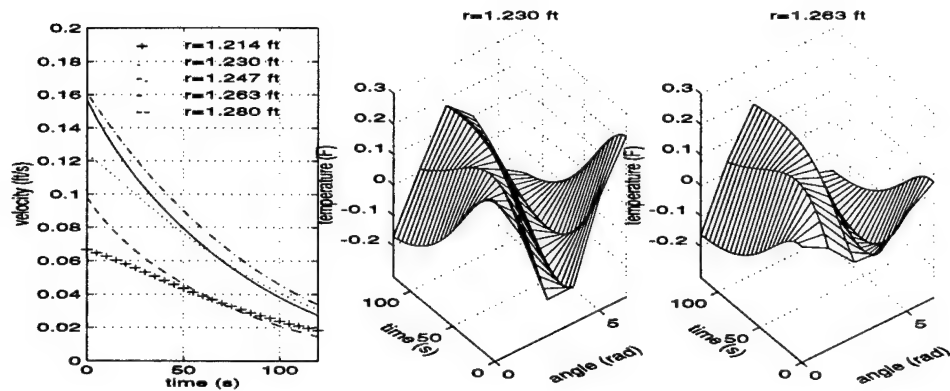 r=1.230 ft
r=1.263 ft
0.2
0.18
0.16
0.14
0.12
0.1
0.08
0.06
0.04
0.02
0
velocity (ft/s)
r=1.214 ft
r=1.230 ft
r=1.247 ft
r=1.263 ft
r=1.280 ft
0
50
100
time (s)
temperature (F)
0.3
0.2
0.1
0
-0.1
-0.2
100
50
0
time (s)
0
5
angle (rad)
temperature (F)
0.3
0.2
0.1
0
-0.1
-0.2
100
50
0
time (s)
0
5
angle (rad)